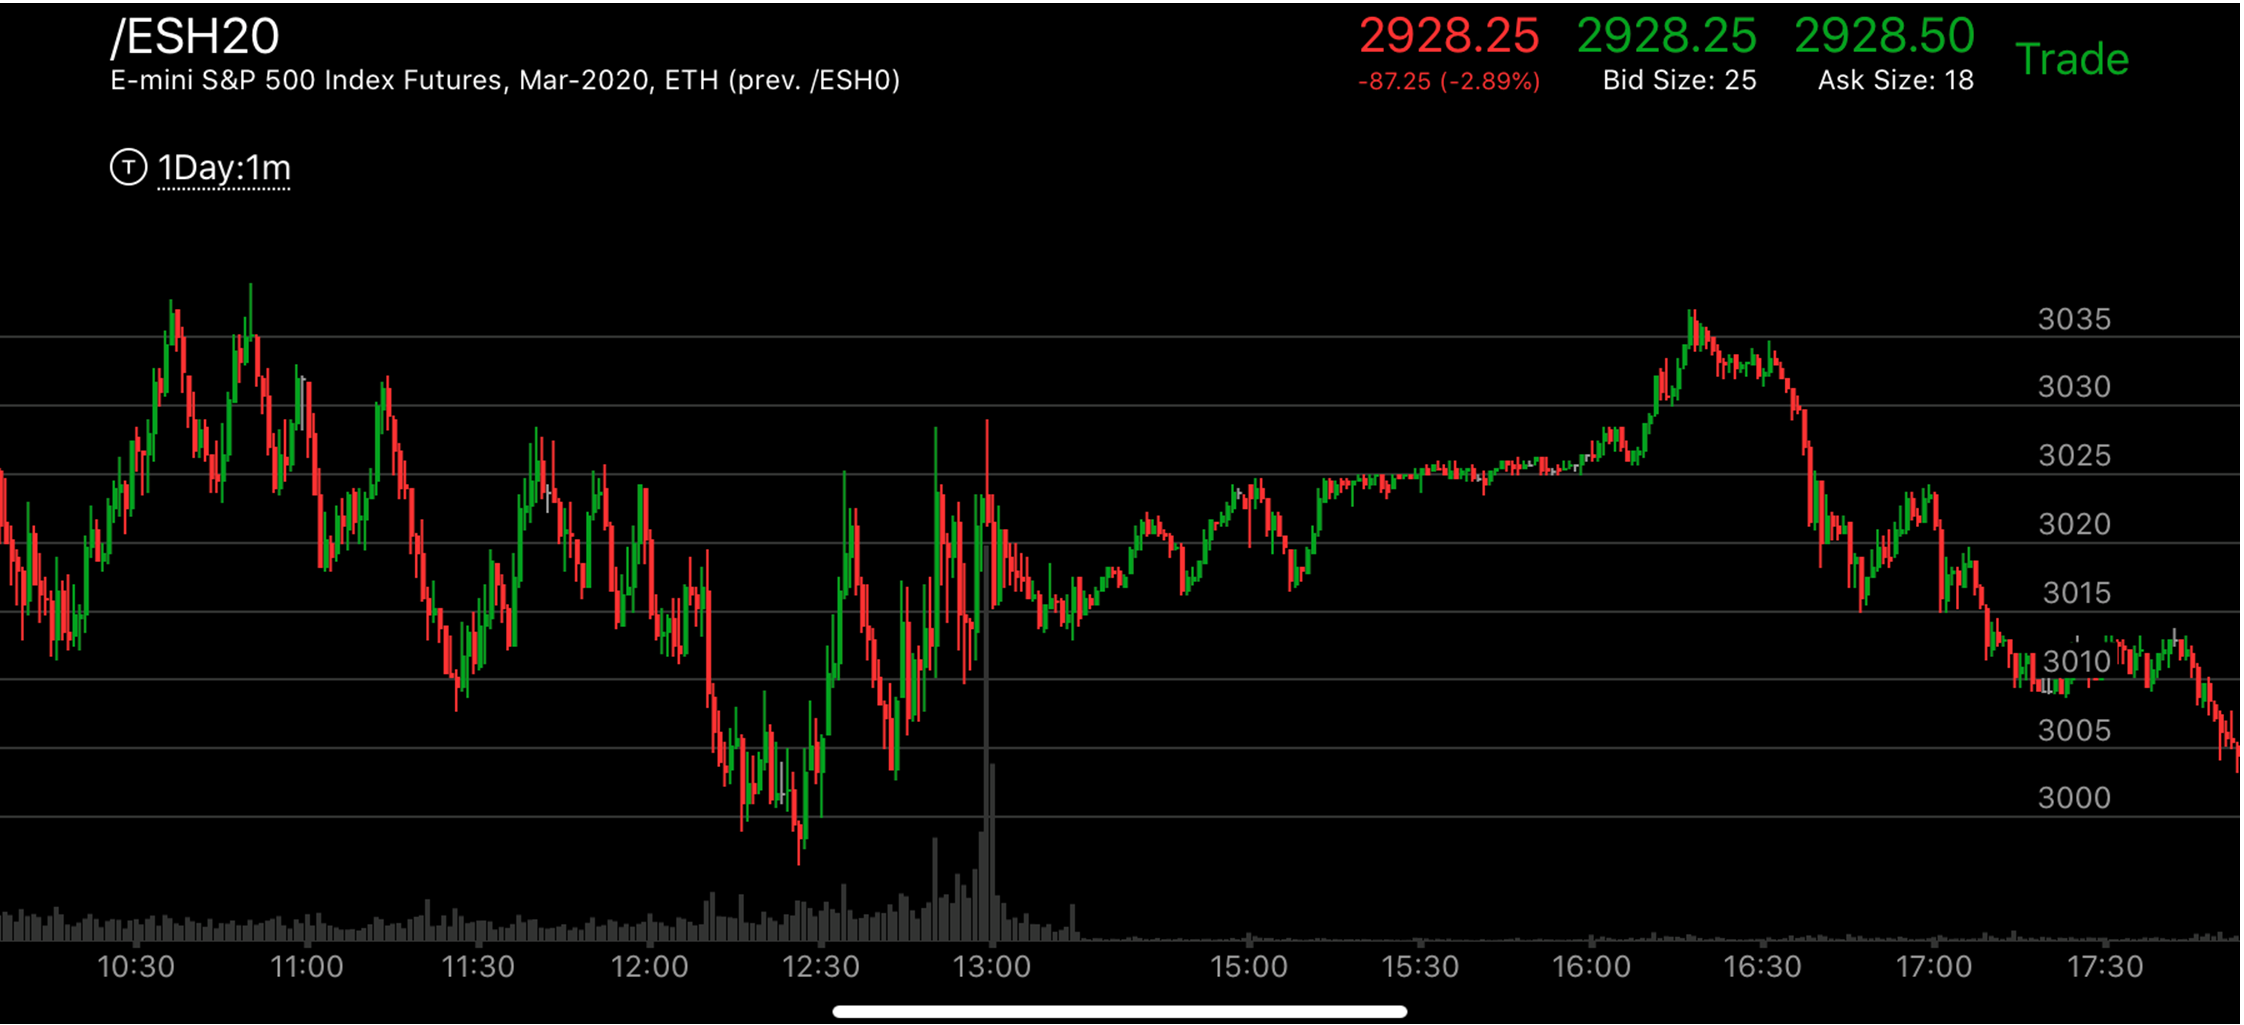 /ESH20
E-mini S&P 500 Index Futures, Mar-2020, ETH (prev. /ESH0)
2928.25 2928.25 2928.50 Trade
-87.25 (-2.89%) Bid Size: 25 Ask Size: 18
T 1Day:1m
3035
3030
3025
3020
3015
3010
3005
3000
10:30 11:00 11:30 12:00 12:30 13:00 15:00 15:30 16:00 16:30 17:00 17:30